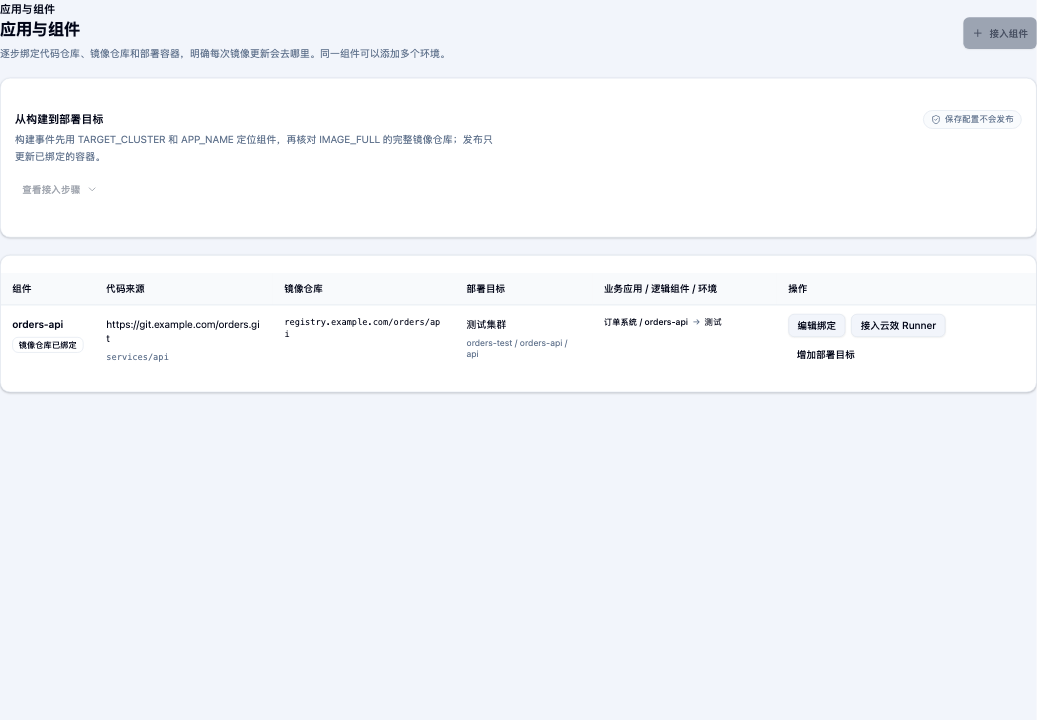 应用与组件
应用与组件
逐步绑定代码仓库、镜像仓库和部署容器，明确每次镜像更新会去哪里。同一组件可以添加多个环境。
接入组件
从构建到部署目标
保存配置不会发布
构建事件先用 TARGET_CLUSTER 和 APP_NAME 定位组件，再核对 IMAGE_FULL 的完整镜像仓库；发布只
更新已绑定的容器。
查看接入步骤
组件 代码来源 镜像仓库 部署目标 业务应用 / 逻辑组件 / 环境 操作
orders-api
镜像仓库已绑定
https://git.example.com/orders.gi
t
services/api
registry.example.com/orders/ap
i
测试集群
orders-test / orders-api /
api
订单系统 / orders-api → 测试
编辑绑定 接入云效 Runner
增加部署目标